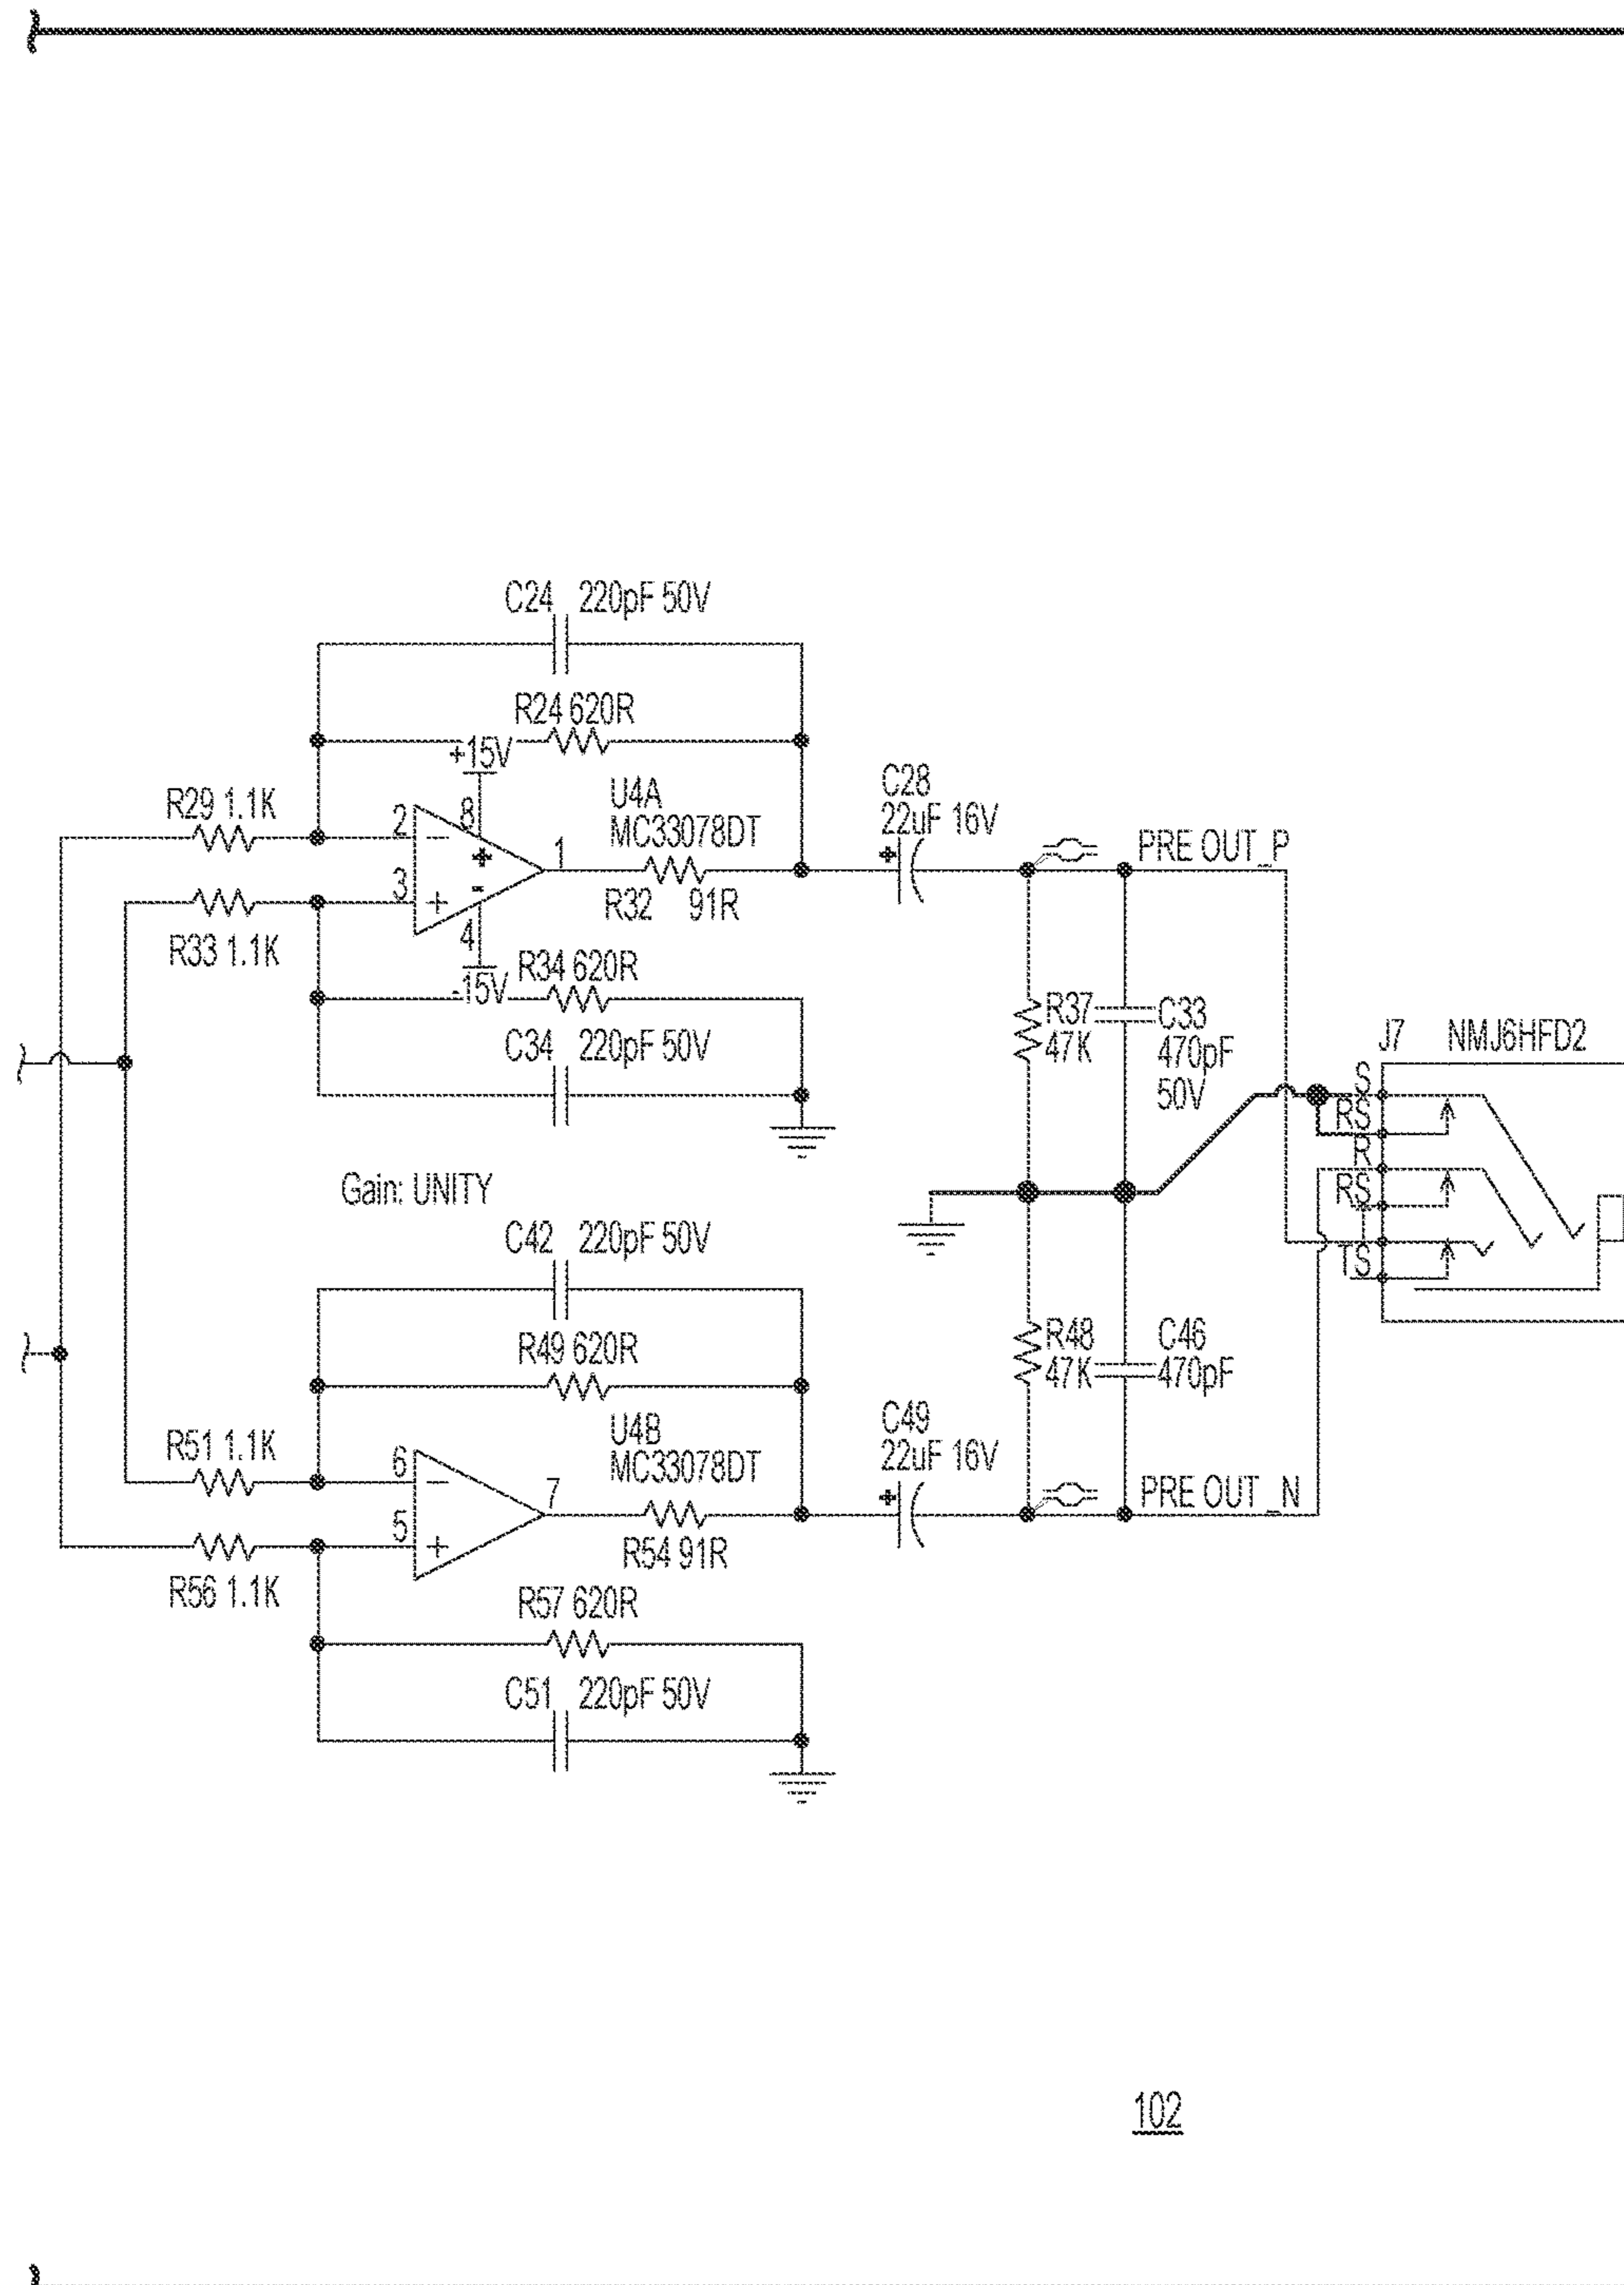 C24 220pF 50V
R24 620R
+15V
R29 1.1K
2
8
U4A
MC33078DT
1
C28
22uF 16V
+
PRE OUT_P
−
+
-
3
+
R32 91R
R33 1.1K
4
-15V
R34 620R
C34 220pF 50V
R37
47K
C33
470pF
50V
J7 NMJ6HFD2
S
RS
R
RS
T
TS
Gain: UNITY
C42 220pF 50V
R49 620R
R48
47K
C46
470pF
R51 1.1K
6
−
U4B
MC33078DT
7
C49
22uF 16V
+
PRE OUT_N
5
+
R54 91R
R56 1.1K
R57 620R
C51 220pF 50V
102